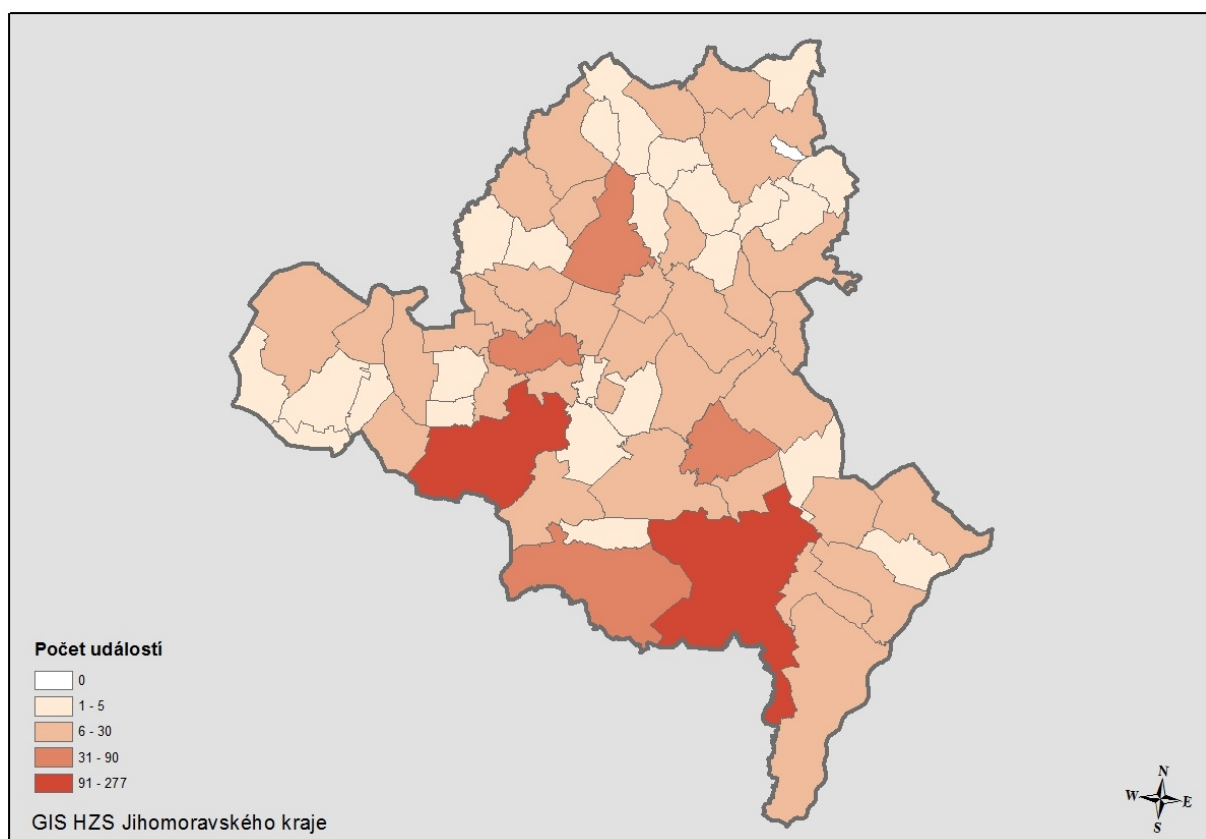 Počet událostí
0
1 - 5
6 - 30
31 - 90
91 - 277
GIS HZS Jihomoravského kraje
N
W E
S